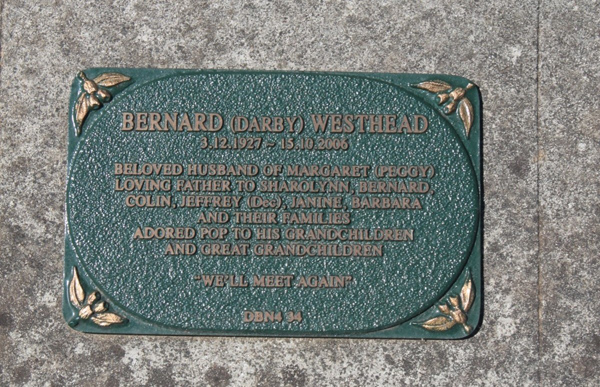 BERNARD (DARBY) WESTHEAD
3.12.1927 ~ 15.10.2006
BELOVED HUSBAND OF MARGARET (PEGGY)
LOVING FATHER TO SHAROLYNN, BERNARD,
COLIN, JEFFREY (Dec), JANINE, BARBARA
AND THEIR FAMILIES
ADORED POP TO HIS GRANDCHILDREN
AND GREAT GRANDCHILDREN
"WE'LL MEET AGAIN"
DBN4 34